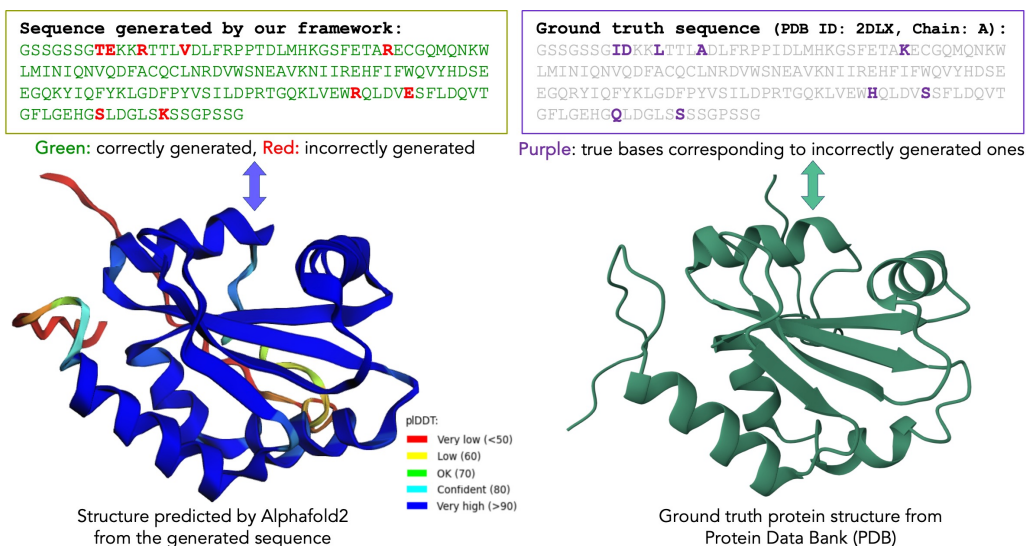 Sequence generated by our framework:
GSSGSSGTEKKRTTLVDLFRPPTDLMHKGSFETARECGQMQNKW
LMINIQNVQDFACQCLNRDVWSNEAVKNIIREHFIFWQVYHDSE
EGQKYIQFYKLGDFPYVSILDPRTGQKLVEWRQLDVESFLDQVT
GFLGEHGSLDGLSKSSGPSSG
Green: correctly generated, Red: incorrectly generated
Ground truth sequence (PDB ID: 2DLX, Chain: A):
GSSGSSGIDKKLTTLADLFRPPIDLMHKGSFETAKECGQMQNKW
LMINIQNVQDFACQCLNRDVWSNEAVKNIIREHFIFWQVYHDSE
EGQRYIQFYKLGDFPYVSILDPRTGQKLVEWHQLDVSSFLDQVT
GFLGEHGQLDGLSSSSGPSSG
Purple: true bases corresponding to incorrectly generated ones
plDDT:
Very low (<50)
Low (60)
OK (70)
Confident (80)
Very high (>90)
Structure predicted by Alphafold2
from the generated sequence
Ground truth protein structure from
Protein Data Bank (PDB)